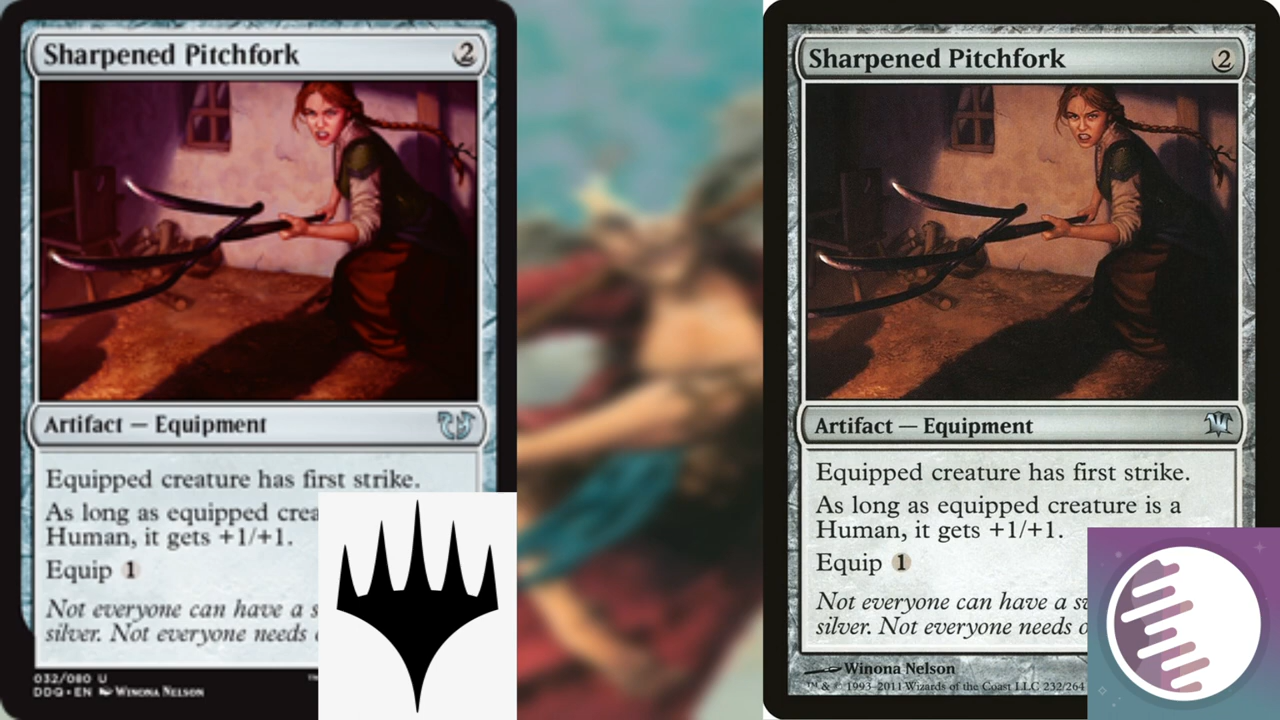 Sharpened Pitchfork 2
Artifact — Equipment
Equipped creature has first strike.
As long as equipped crea
Human, it gets +1/+1.
Equip 1
Not everyone can have a s
silver. Not everyone needs
032/080 U
DDQ • EN Winona Nelson
Sharpened Pitchfork 2
Artifact — Equipment
Equipped creature has first strike.
As long as equipped creature is a
Human, it gets +1/+1.
Equip 1
Not everyone can have a s
silver. Not everyone needs o
Winona Nelson
™ & © 1993–2011 Wizards of the Coast LLC 232/264